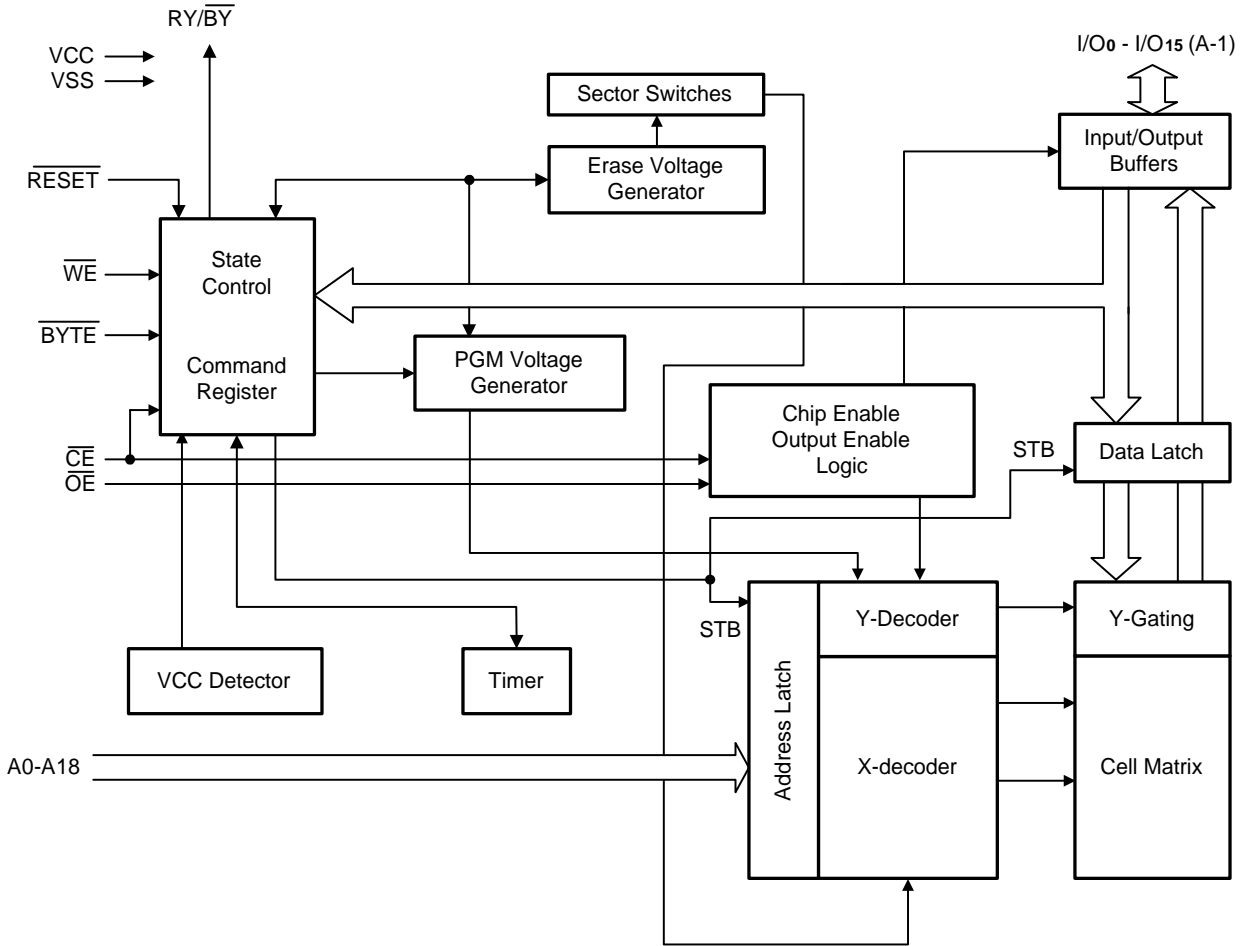 RY/BY
VCC
VSS
I/O0 - I/O15 (A-1)
Sector Switches
Input/Output
Buffers
Erase Voltage
Generator
RESET
State
Control
WE
BYTE
Command
Register
PGM Voltage
Generator
Chip Enable
Output Enable
Logic
CE
OE
STB
Data Latch
STB
Address Latch
Y-Decoder
Y-Gating
VCC Detector
Timer
A0-A18
X-decoder
Cell Matrix